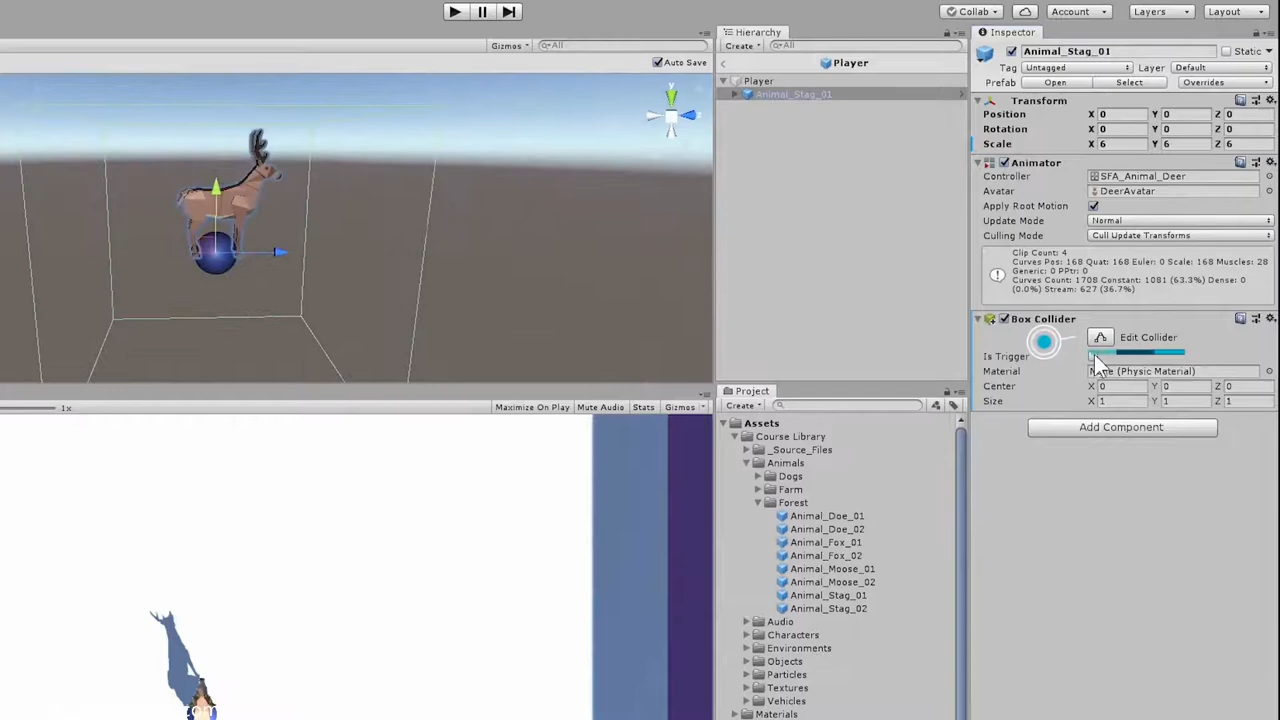 Collab
Account
Layers
Layout
Gizmos
All
Auto Save
y
Maximize On Play
Mute Audio
Stats
Gizmos
1x
Hierarchy
Create
All
Player
Player
Animal_Stag_01
Project
Create
Assets
Course Library
_Source_Files
Animals
Dogs
Farm
Forest
Animal_Doe_01
Animal_Doe_02
Animal_Fox_01
Animal_Fox_02
Animal_Moose_01
Animal_Moose_02
Animal_Stag_01
Animal_Stag_02
Audio
Characters
Environments
Objects
Particles
Textures
Vehicles
Materials
Inspector
Animal_Stag_01 Static
Tag Untagged Layer Default
Prefab Open Select Overrides
Transform
Position X 0 Y 0 Z 0
Rotation X 0 Y 0 Z 0
Scale X 6 Y 6 Z 6
Animator
Controller SFA_Animal_Deer
Avatar DeerAvatar
Apply Root Motion
Update Mode Normal
Culling Mode Cull Update Transforms
Clip Count: 4
Curves Pos: 168 Quat: 168 Euler: 0 Scale: 168 Muscles: 28
Generic: 0 PPtr: 0
Curves Count: 1708 Constant: 1081 (63.3%) Dense: 0
(0.0%) Stream: 627 (36.7%)
Box Collider
Edit Collider
Is Trigger
Material (Physic Material)
Center X 0 Y 0 Z 0
Size X 1 Y 1 Z 1
Add Component